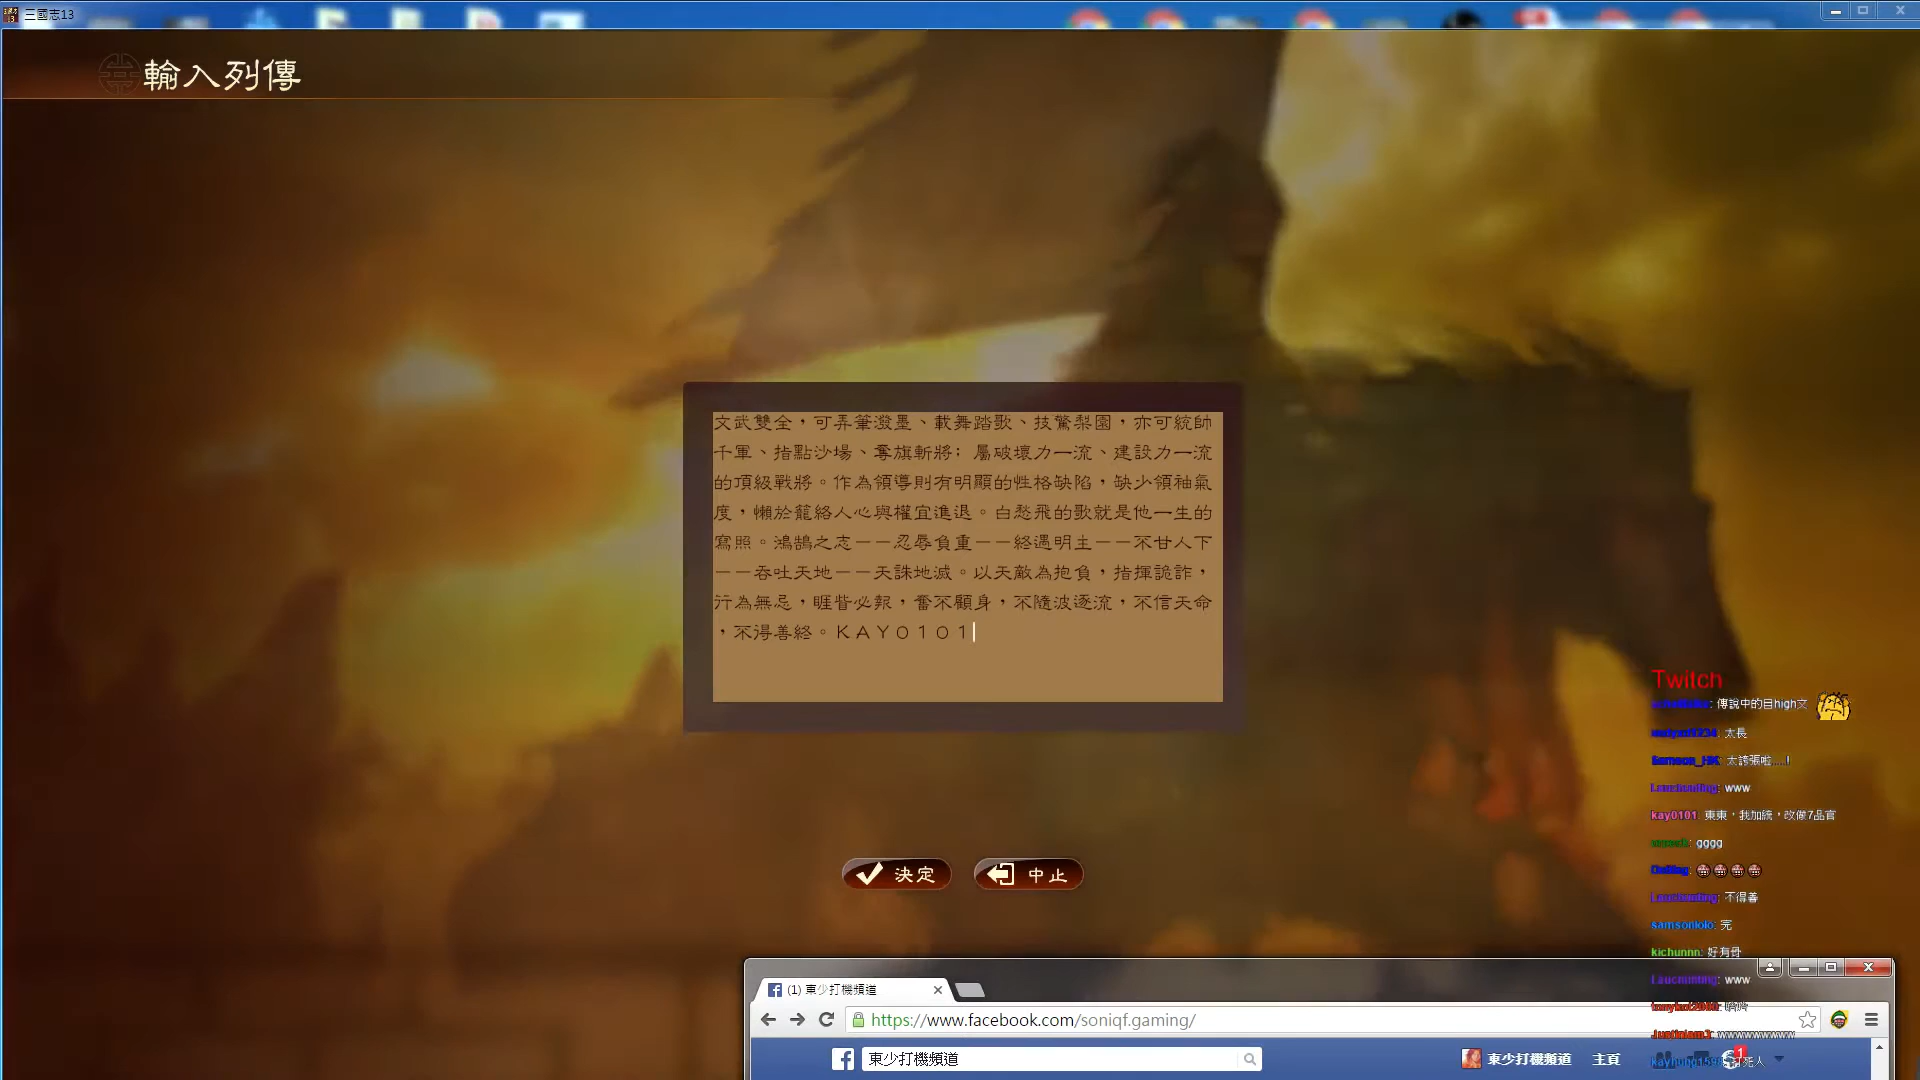 三國志13
輸入列傳
文武雙全，可弄筆潑墨、載舞踏歌、技驚梨園，亦可統帥
千軍、指點沙場、奪旗斬將；屬破壞力一流、建設力一流
的頂級戰將。作為領導則有明顯的性格缺陷，缺少領袖氣
度，懶於籠絡人心與權宜進退。白愁飛的歌就是他一生的
寫照。鴻鵠之志－－忍辱負重－－終遇明主－－不甘人下
－－吞吐天地－－天誅地滅。以天敵為抱負，指揮詭詐，
行為無忌，睚眥必報，奮不顧身，不隨波逐流，不信天命
，不得善終。ＫＡＹ０１０１
決定
中止
Twitch
傳說中的自high文
太長
Samson_HK: 太誇張啦....!
www
kay0101: 東東，我加統，改做7品官
gggg
不得善
samsonlolo: 完
kichunnn: 好有骨
www
(1) 東少打機頻道
https://www.facebook.com/soniqf.gaming/
東少打機頻道
東少打機頻道
主頁
1